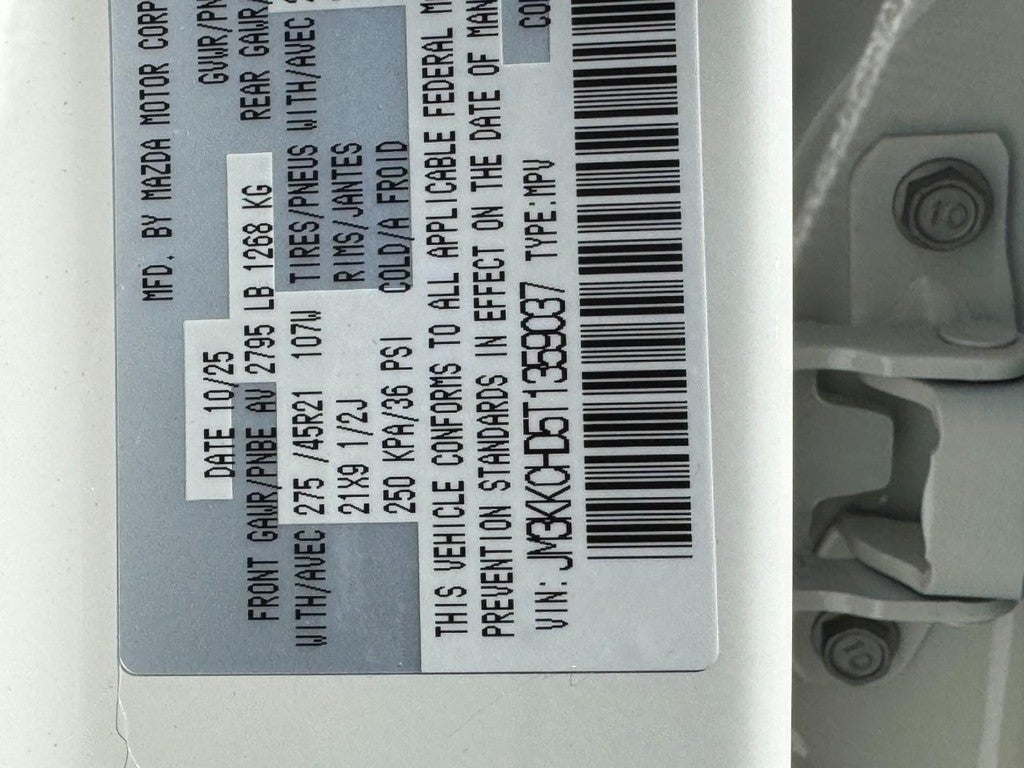 MFD. BY MAZDA MOTOR CORP
DATE 10/25 GVWR/PN
FRONT GAWR/PNBE AV 2795 LB 1268 KG REAR GAWR/
WITH/AVEC 275 /45R21 107W TIRES/PNEUS WITH/AVEC
21X9 1/2J RIMS/JANTES
250 KPA/36 PSI COLD/A FROID
THIS VEHICLE CONFORMS TO ALL APPLICABLE FEDERAL M
PREVENTION STANDARDS IN EFFECT ON THE DATE OF MAN
VIN: JM3KKCHD5T1359037 TYPE:MPV
10
10